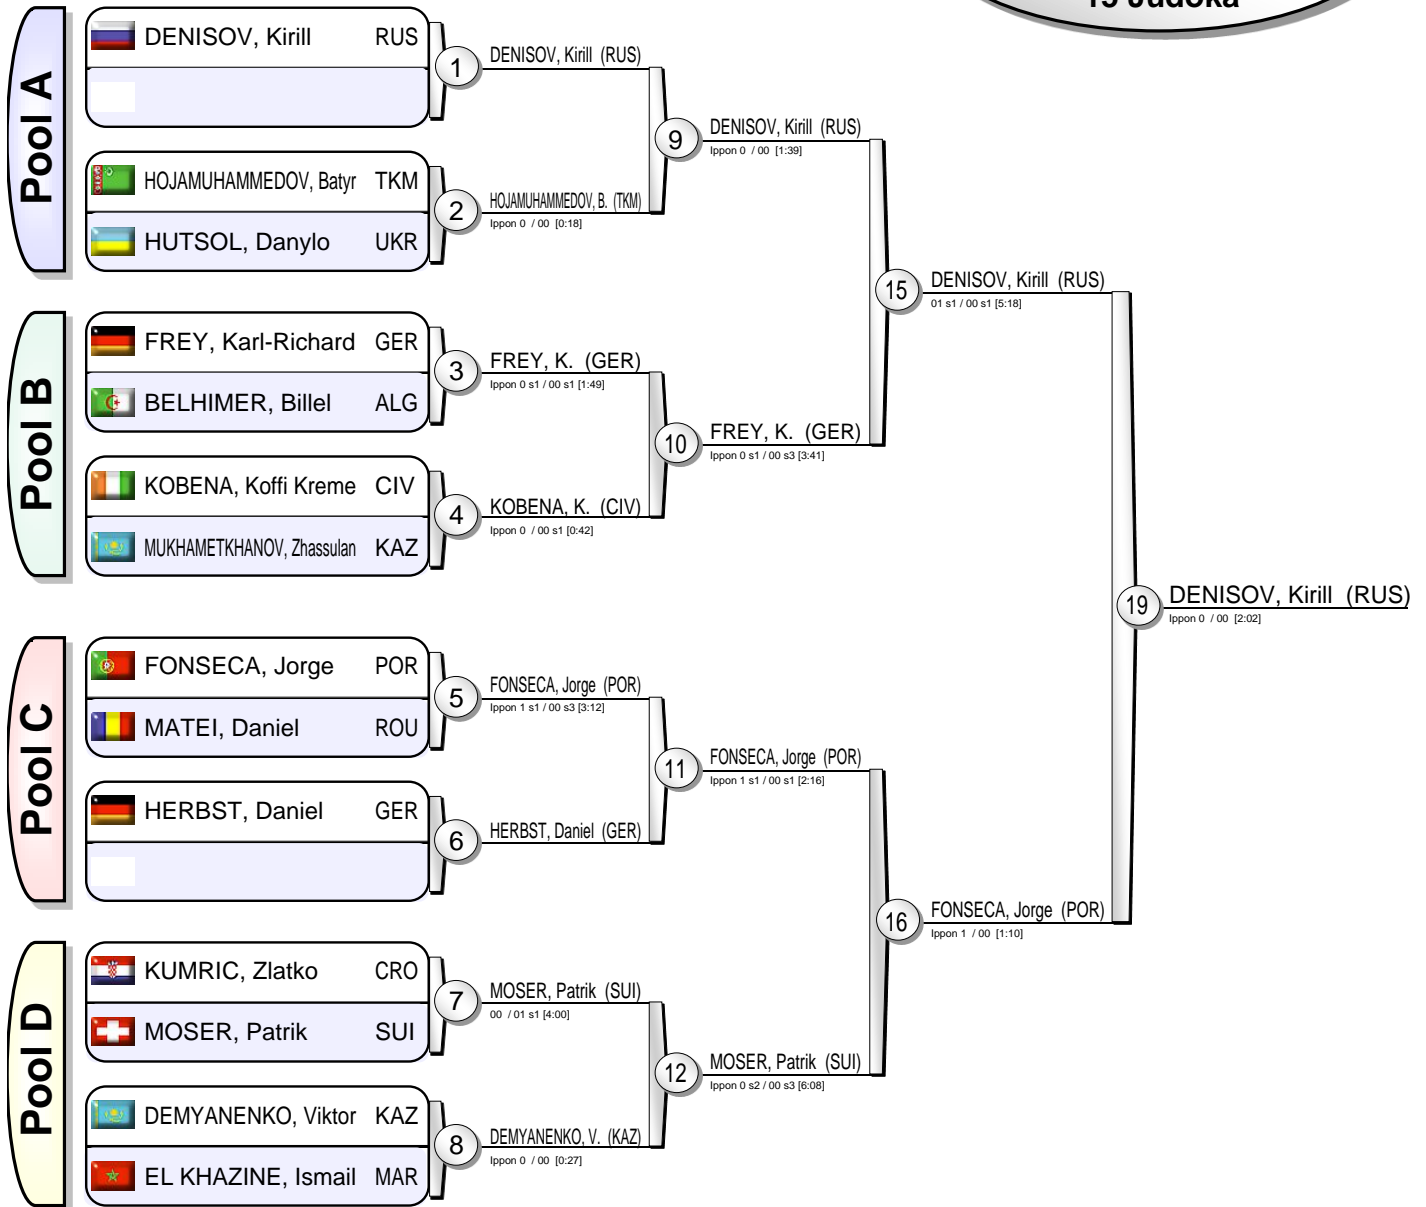 15 Judoka
Pool A
DENISOV, Kirill RUS
HOJAMUHAMMEDOV, Batyr TKM
HUTSOL, Danylo UKR
Pool B
FREY, Karl-Richard GER
BELHIMER, Billel ALG
KOBENA, Koffi Kreme CIV
MUKHAMETKHANOV, Zhassulan KAZ
Pool C
FONSECA, Jorge POR
MATEI, Daniel ROU
HERBST, Daniel GER
Pool D
KUMRIC, Zlatko CRO
MOSER, Patrik SUI
DEMYANENKO, Viktor KAZ
EL KHAZINE, Ismail MAR
1
DENISOV, Kirill (RUS)
2
HOJAMUHAMMEDOV, B. (TKM)
Ippon 0 / 00 [0:18]
3
FREY, K. (GER)
Ippon 0 s1 / 00 s1 [1:49]
4
KOBENA, K. (CIV)
Ippon 0 / 00 s1 [0:42]
5
FONSECA, Jorge (POR)
Ippon 1 s1 / 00 s3 [3:12]
6
HERBST, Daniel (GER)
7
MOSER, Patrik (SUI)
00 / 01 s1 [4:00]
8
DEMYANENKO, V. (KAZ)
Ippon 0 / 00 [0:27]
9
DENISOV, Kirill (RUS)
Ippon 0 / 00 [1:39]
10
FREY, K. (GER)
Ippon 0 s1 / 00 s3 [3:41]
11
FONSECA, Jorge (POR)
Ippon 1 s1 / 00 s1 [2:16]
12
MOSER, Patrik (SUI)
Ippon 0 s2 / 00 s3 [6:08]
15
DENISOV, Kirill (RUS)
01 s1 / 00 s1 [5:18]
16
FONSECA, Jorge (POR)
Ippon 1 / 00 [1:10]
19
DENISOV, Kirill (RUS)
Ippon 0 / 00 [2:02]